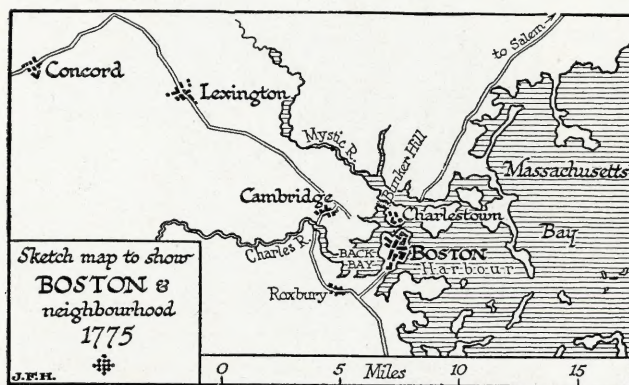 to Salem
Concord
Lexington
Mystic R.
Bunker Hill
Massachusetts
Bay
Cambridge
Charlestown
Charles R.
BACK
BAY
BOSTON
Harbour
Roxbury
Sketch map to show
BOSTON &
neighbourhood
1775
J.F.H.
0 5 Miles 10 15